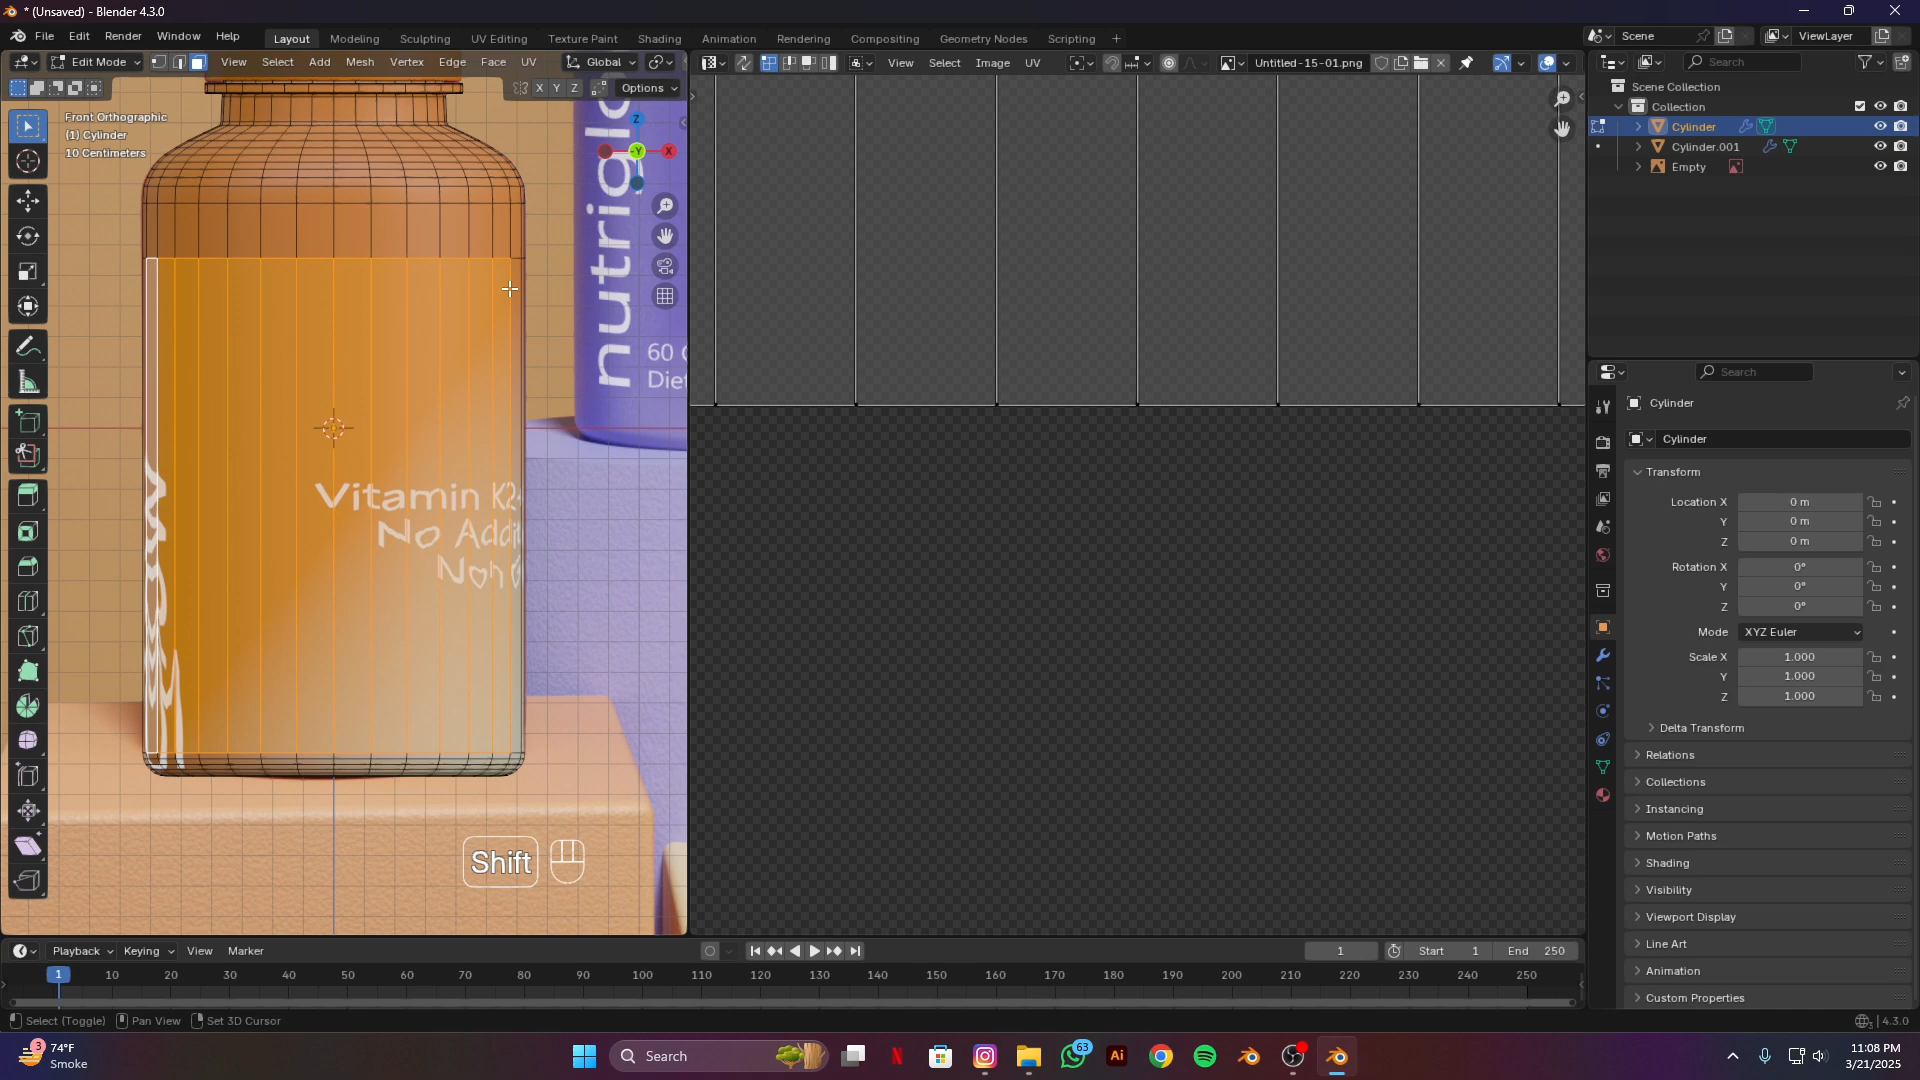 * (Unsaved) - Blender 4.3.0
File Edit Render Window Help Layout Modeling Sculpting UV Editing Texture Paint Shading Animation Rendering Compositing Geometry Nodes Scripting + Scene ViewLayer
Edit Mode View Select Add Mesh Vertex Edge Face UV Global
View Select Image UV Untitled-15-01.png
Search
X Y Z Options
Front Orthographic
(1) Cylinder
10 Centimeters
Z
-Y
X
Scene Collection
Collection
Cylinder
Cylinder.001
Empty
60
Vitamin K2
No
Search
Cylinder
Cylinder
Transform
Location X 0 m
Y 0 m
Z 0 m
Rotation X 0°
Y 0°
Z 0°
Mode XYZ Euler
Scale X 1.000
Y 1.000
Z 1.000
Delta Transform
Relations
Collections
Instancing
Motion Paths
Shading
Visibility
Viewport Display
Line Art
Animation
Custom Properties
Shift
Playback Keying View Marker 1 Start 1 End 250
1 10 20 30 40 50 60 70 80 90 100 110 120 130 140 150 160 170 180 190 200 210 220 230 240 250
Select (Toggle) Pan View Set 3D Cursor 4.3.0
3 74°F
Smoke
Search
63
Ai
11:08 PM
3/21/2025